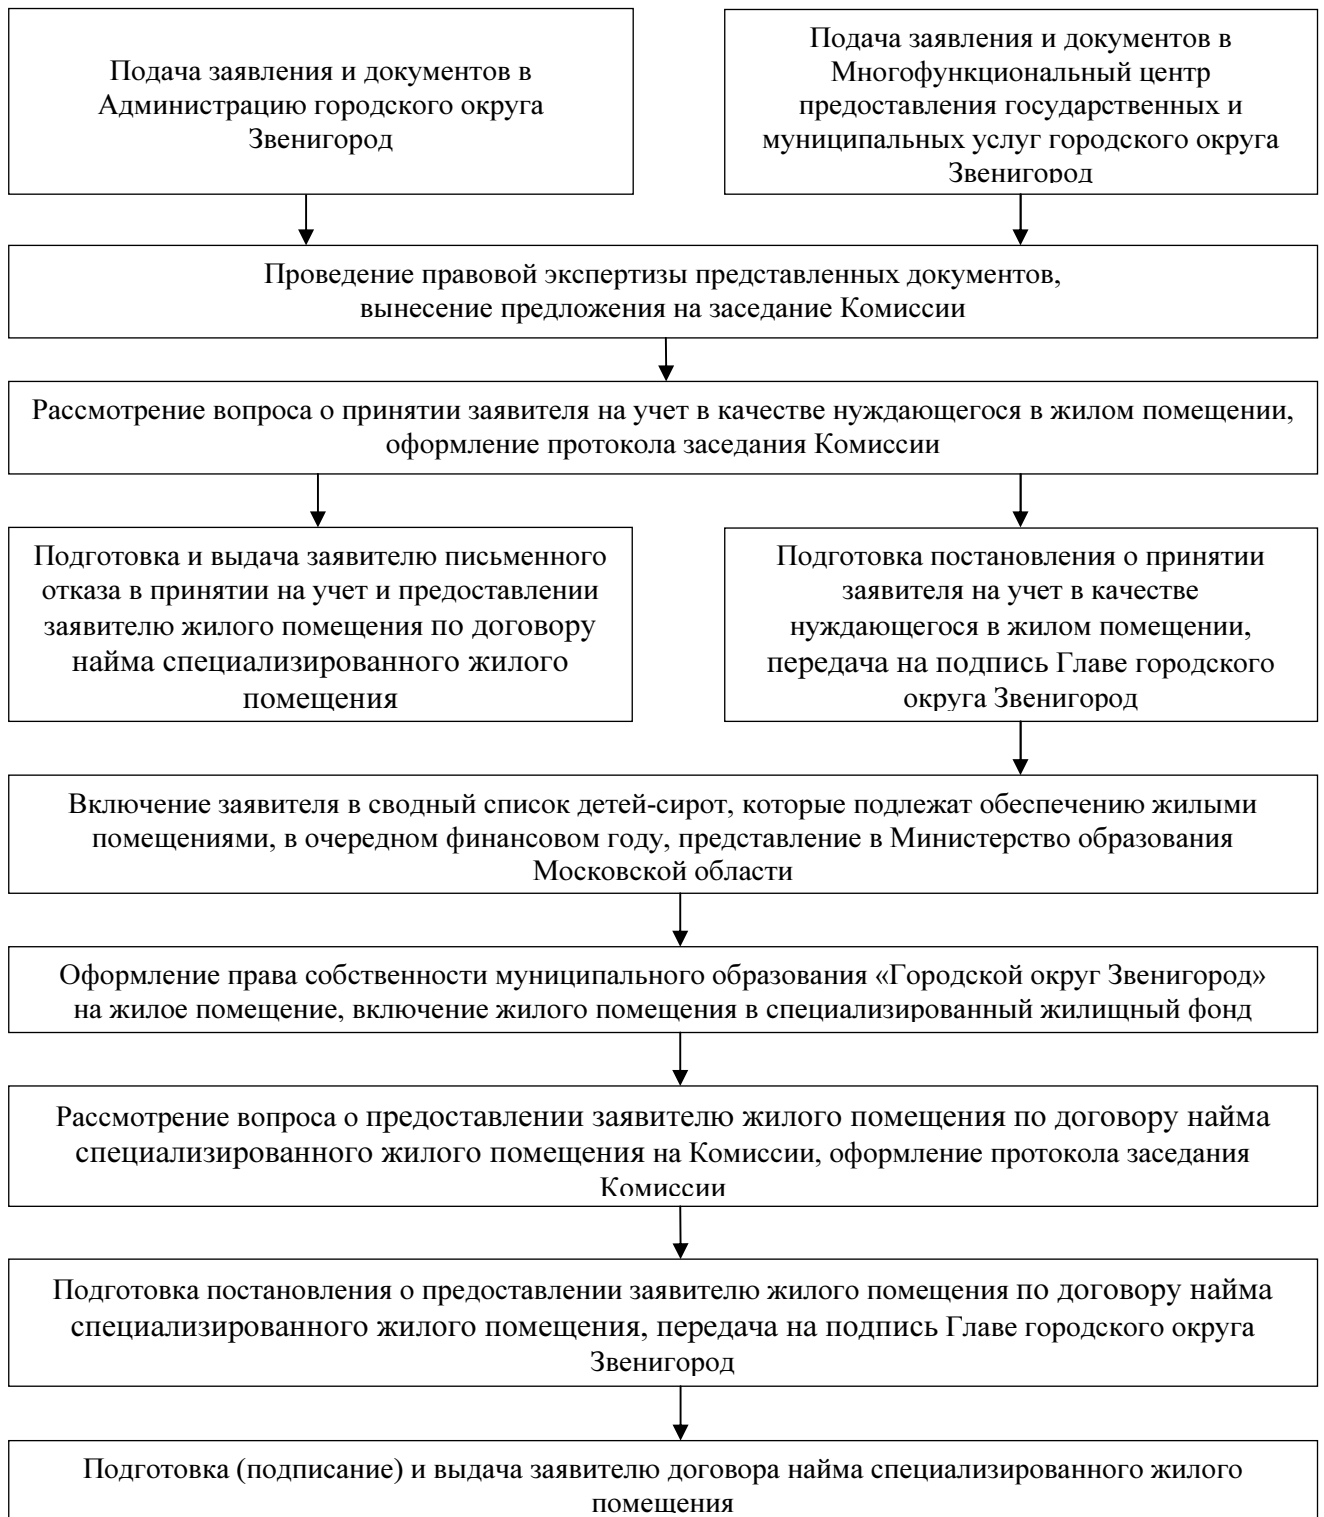 Подача заявления и документов в
Администрацию городского округа
Звенигород
Подача заявления и документов в
Многофункциональный центр
предоставления государственных и
муниципальных услуг городского округа
Звенигород
Проведение правовой экспертизы представленных документов,
вынесение предложения на заседание Комиссии
Рассмотрение вопроса о принятии заявителя на учет в качестве нуждающегося в жилом помещении,
оформление протокола заседания Комиссии
Подготовка и выдача заявителю письменного
отказа в принятии на учет и предоставлении
заявителю жилого помещения по договору
найма специализированного жилого
помещения
Подготовка постановления о принятии
заявителя на учет в качестве
нуждающегося в жилом помещении,
передача на подпись Главе городского
округа Звенигород
Включение заявителя в сводный список детей-сирот, которые подлежат обеспечению жилыми
помещениями, в очередном финансовом году, представление в Министерство образования
Московской области
Оформление права собственности муниципального образования «Городской округ Звенигород»
на жилое помещение, включение жилого помещения в специализированный жилищный фонд
Рассмотрение вопроса о предоставлении заявителю жилого помещения по договору найма
специализированного жилого помещения на Комиссии, оформление протокола заседания
Комиссии
Подготовка постановления о предоставлении заявителю жилого помещения по договору найма
специализированного жилого помещения, передача на подпись Главе городского округа
Звенигород
Подготовка (подписание) и выдача заявителю договора найма специализированного жилого
помещения